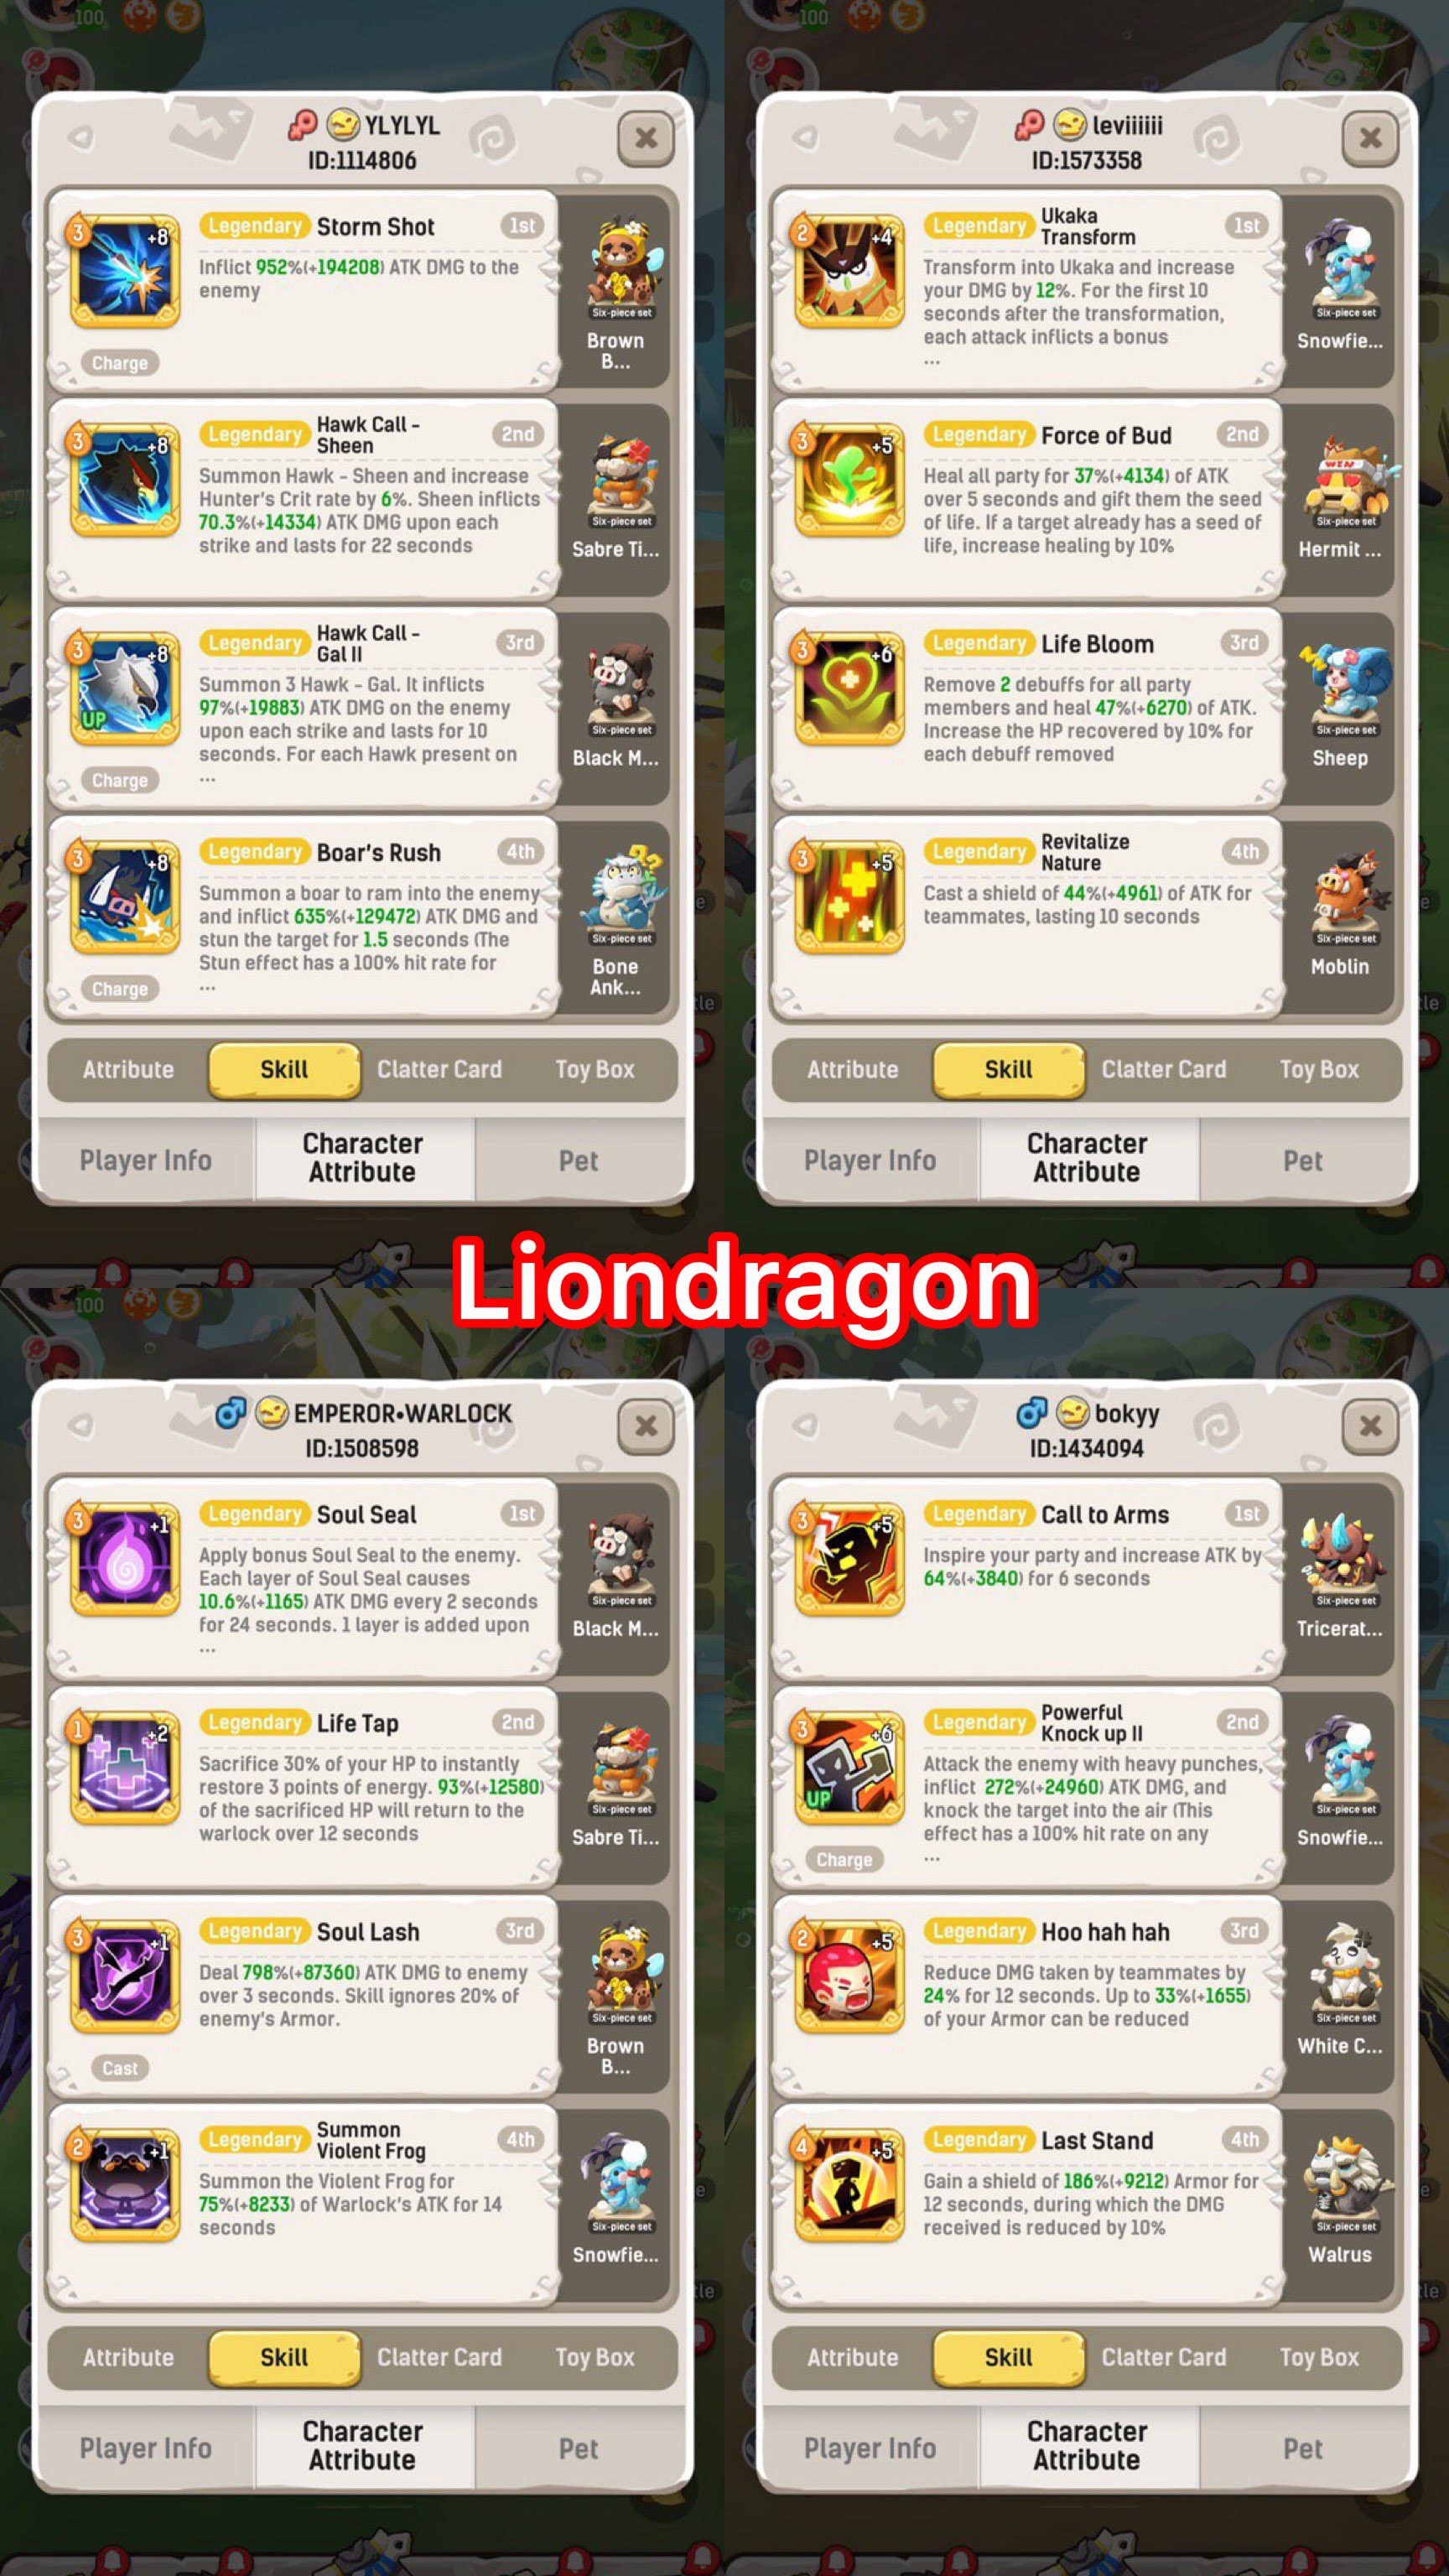 100
YLYLYL
ID:1114806
3
+8
Legendary Storm Shot 1st
Inflict 952%(+194208) ATK DMG to the
enemy
Charge
Six-piece set
Brown
B...
3
+8
Legendary Hawk Call -
Sheen 2nd
Summon Hawk - Sheen and increase
Hunter's Crit rate by 6%. Sheen inflicts
70.3%(+14334) ATK DMG upon each
strike and lasts for 22 seconds
Six-piece set
Sabre Ti...
3
+8
UP
Legendary Hawk Call -
Gal II 3rd
Summon 3 Hawk - Gal. It inflicts
97%(+19883) ATK DMG on the enemy
upon each strike and lasts for 10
seconds. For each Hawk present on
...
Charge
Six-piece set
Black M...
3
+8
Legendary Boar's Rush 4th
Summon a boar to ram into the enemy
and inflict 635%(+129472) ATK DMG and
stun the target for 1.5 seconds (The
Stun effect has a 100% hit rate for
...
Charge
Six-piece set
Bone
Ank...
Attribute Skill Clatter Card Toy Box
Player Info Character
Attribute Pet
100
leviiiiii
ID:1573358
2
+4
Legendary Ukaka
Transform 1st
Transform into Ukaka and increase
your DMG by 12%. For the first 10
seconds after the transformation,
each attack inflicts a bonus
...
Six-piece set
Snowfie...
3
+5
Legendary Force of Bud 2nd
Heal all party for 37%(+4134) of ATK
over 5 seconds and gift them the seed
of life. If a target already has a seed of
life, increase healing by 10%
WIN
Six-piece set
Hermit ...
3
+6
Legendary Life Bloom 3rd
Remove 2 debuffs for all party
members and heal 47%(+6270) of ATK.
Increase the HP recovered by 10% for
each debuff removed
Six-piece set
Sheep
3
+5
Legendary Revitalize
Nature 4th
Cast a shield of 44%(+4961) of ATK for
teammates, lasting 10 seconds
Six-piece set
Moblin
Attribute Skill Clatter Card Toy Box
Player Info Character
Attribute Pet
Liondragon
100
EMPEROR•WARLOCK
ID:1508598
3
+1
Legendary Soul Seal 1st
Apply bonus Soul Seal to the enemy.
Each layer of Soul Seal causes
10.6%(+1165) ATK DMG every 2 seconds
for 24 seconds. 1 layer is added upon
...
Six-piece set
Black M...
1
+2
Legendary Life Tap 2nd
Sacrifice 30% of your HP to instantly
restore 3 points of energy. 93%(+12580)
of the sacrificed HP will return to the
warlock over 12 seconds
Six-piece set
Sabre Ti...
3
+1
Legendary Soul Lash 3rd
Deal 798%(+87360) ATK DMG to enemy
over 3 seconds. Skill ignores 20% of
enemy's Armor.
Cast
Six-piece set
Brown
B...
2
+1
Legendary Summon
Violent Frog 4th
Summon the Violent Frog for
75%(+8233) of Warlock's ATK for 14
seconds
Six-piece set
Snowfie...
Attribute Skill Clatter Card Toy Box
Player Info Character
Attribute Pet
bokyy
ID:1434094
3
+5
Legendary Call to Arms 1st
Inspire your party and increase ATK by
64%(+3840) for 6 seconds
Six-piece set
Tricerat...
3
+6
UP
Legendary Powerful
Knock up II 2nd
Attack the enemy with heavy punches,
inflict 272%(+24960) ATK DMG, and
knock the target into the air (This
effect has a 100% hit rate on any
...
Charge
Six-piece set
Snowfie...
2
+5
Legendary Hoo hah hah 3rd
Reduce DMG taken by teammates by
24% for 12 seconds. Up to 33%(+1655)
of your Armor can be reduced
Six-piece set
White C...
4
+5
Legendary Last Stand 4th
Gain a shield of 186%(+9212) Armor for
12 seconds, during which the DMG
received is reduced by 10%
Six-piece set
Walrus
Attribute Skill Clatter Card Toy Box
Player Info Character
Attribute Pet